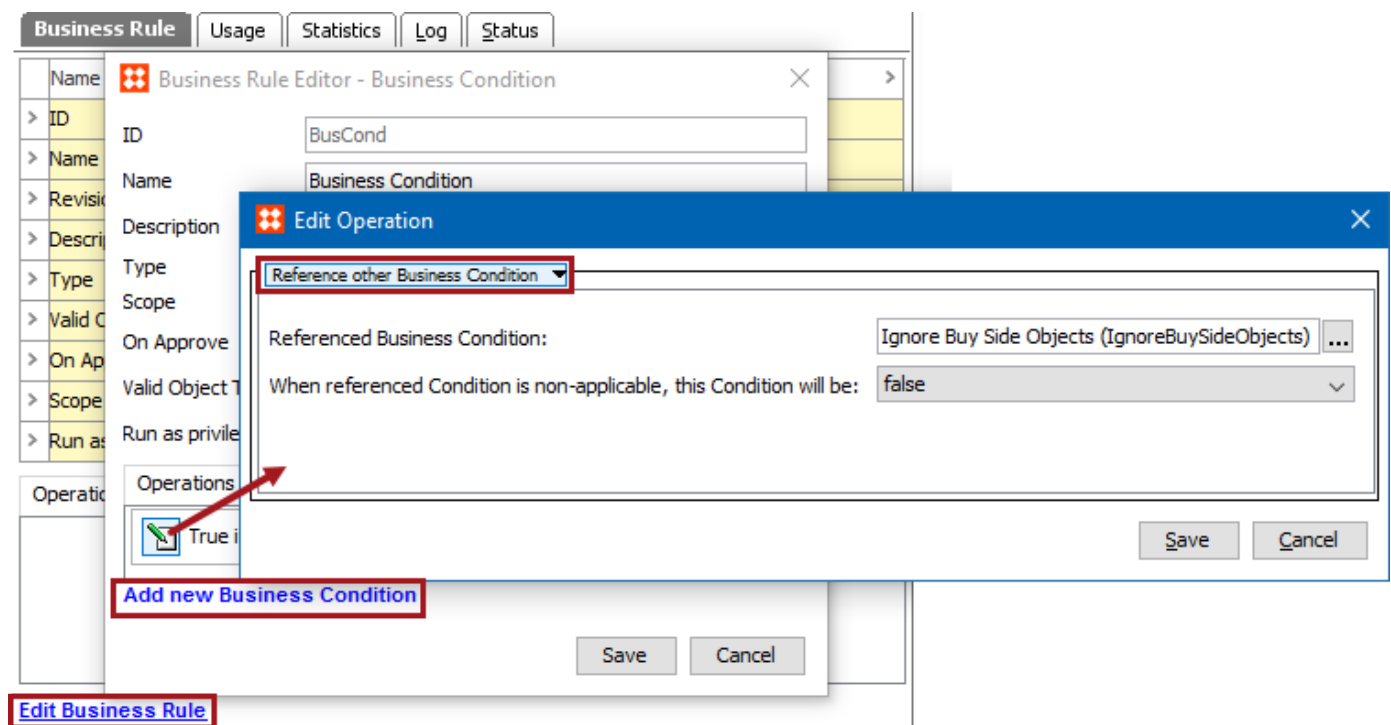 Business Rule Usage Statistics Log Status
Name >
Business Rule Editor - Business Condition
> ID
ID BusCond
> Name
Name Business Condition
> Revisi
Edit Operation
Description
> Descri
Type
Reference other Business Condition
> Type
Scope
> Valid
Referenced Business Condition: Ignore Buy Side Objects (IgnoreBuySideObjects) ...
On Approve
> On Ap
When referenced Condition is non-applicable, this Condition will be: false
Valid Object T
> Scope
Run as privile
> Run as
Operations
Operatio
True i
Save Cancel
Add new Business Condition
Save Cancel
Edit Business Rule